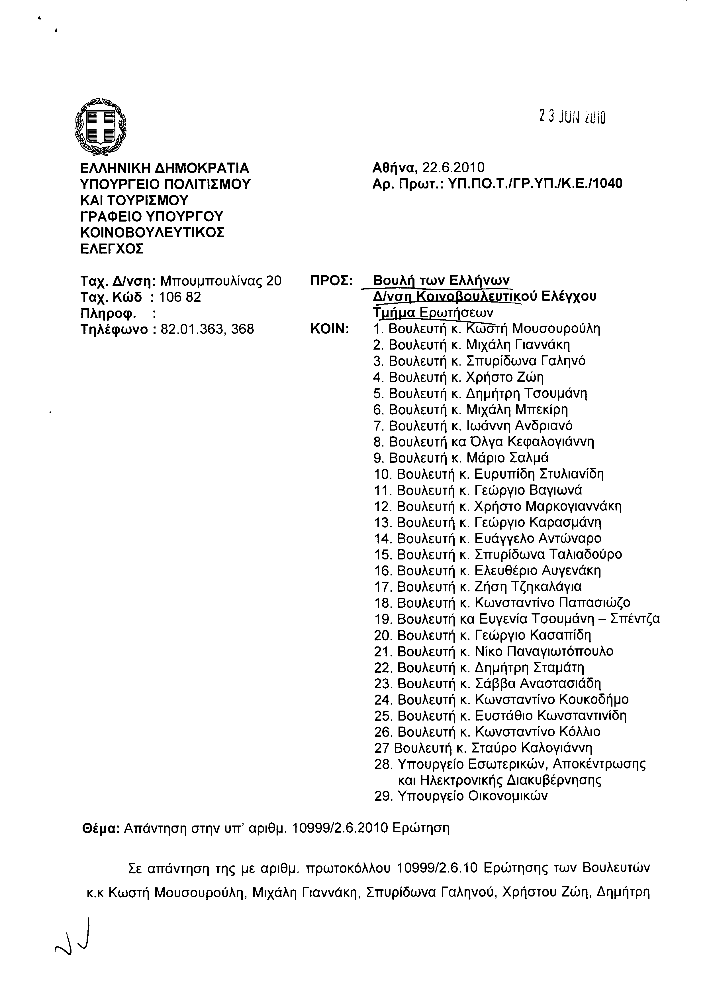 23 JUN 2010
ΕΛΛΗΝΙΚΗ ΔΗΜΟΚΡΑΤΙΑ
ΥΠΟΥΡΓΕΙΟ ΠΟΛΙΤΙΣΜΟΥ
ΚΑΙ ΤΟΥΡΙΣΜΟΥ
ΓΡΑΦΕΙΟ ΥΠΟΥΡΓΟΥ
ΚΟΙΝΟΒΟΥΛΕΥΤΙΚΟΣ
ΕΛΕΓΧΟΣ
Αθήνα, 22.6.2010
Αρ. Πρωτ.: ΥΠ.ΠΟ.Τ./ΓΡ.ΥΠ./Κ.Ε./1040
Ταχ. Δ/νση: Μπουμπουλίνας 20
Ταχ. Κώδ : 106 82
Πληροφ. :
Τηλέφωνο : 82.01.363, 368
ΠΡΟΣ: Βουλή των Ελλήνων
Δ/νση Κοινοβουλευτικού Ελέγχου
Τμήμα Ερωτήσεων
ΚΟΙΝ: 1. Βουλευτή κ. Κωστή Μουσουρούλη
2. Βουλευτή κ. Μιχάλη Γιαννάκη
3. Βουλευτή κ. Σπυρίδωνα Γαληνό
4. Βουλευτή κ. Χρήστο Ζώη
5. Βουλευτή κ. Δημήτρη Τσουμάνη
6. Βουλευτή κ. Μιχάλη Μπεκίρη
7. Βουλευτή κ. Ιωάννη Ανδριανό
8. Βουλευτή κα Όλγα Κεφαλογιάννη
9. Βουλευτή κ. Μάριο Σαλμά
10. Βουλευτή κ. Ευρυπίδη Στυλιανίδη
11. Βουλευτή κ. Γεώργιο Βαγιωνά
12. Βουλευτή κ. Χρήστο Μαρκογιαννάκη
13. Βουλευτή κ. Γεώργιο Καρασμάνη
14. Βουλευτή κ. Ευάγγελο Αντώναρο
15. Βουλευτή κ. Σπυρίδωνα Ταλιαδούρο
16. Βουλευτή κ. Ελευθέριο Αυγενάκη
17. Βουλευτή κ. Ζήση Τζηκαλάγια
18. Βουλευτή κ. Κωνσταντίνο Παπασιώζο
19. Βουλευτή κα Ευγενία Τσουμάνη – Σπέντζα
20. Βουλευτή κ. Γεώργιο Κασαπίδη
21. Βουλευτή κ. Νίκο Παναγιωτόπουλο
22. Βουλευτή κ. Δημήτρη Σταμάτη
23. Βουλευτή κ. Σάββα Αναστασιάδη
24. Βουλευτή κ. Κωνσταντίνο Κουκοδήμο
25. Βουλευτή κ. Ευστάθιο Κωνσταντινίδη
26. Βουλευτή κ. Κωνσταντίνο Κόλλιο
27 Βουλευτή κ. Σταύρο Καλογιάννη
28. Υπουργείο Εσωτερικών, Αποκέντρωσης
και Ηλεκτρονικής Διακυβέρνησης
29. Υπουργείο Οικονομικών
Θέμα: Απάντηση στην υπ’ αριθμ. 10999/2.6.2010 Ερώτηση
Σε απάντηση της με αριθμ. πρωτοκόλλου 10999/2.6.10 Ερώτησης των Βουλευτών
κ.κ Κωστή Μουσουρούλη, Μιχάλη Γιαννάκη, Σπυρίδωνα Γαληνού, Χρήστου Ζώη, Δημήτρη